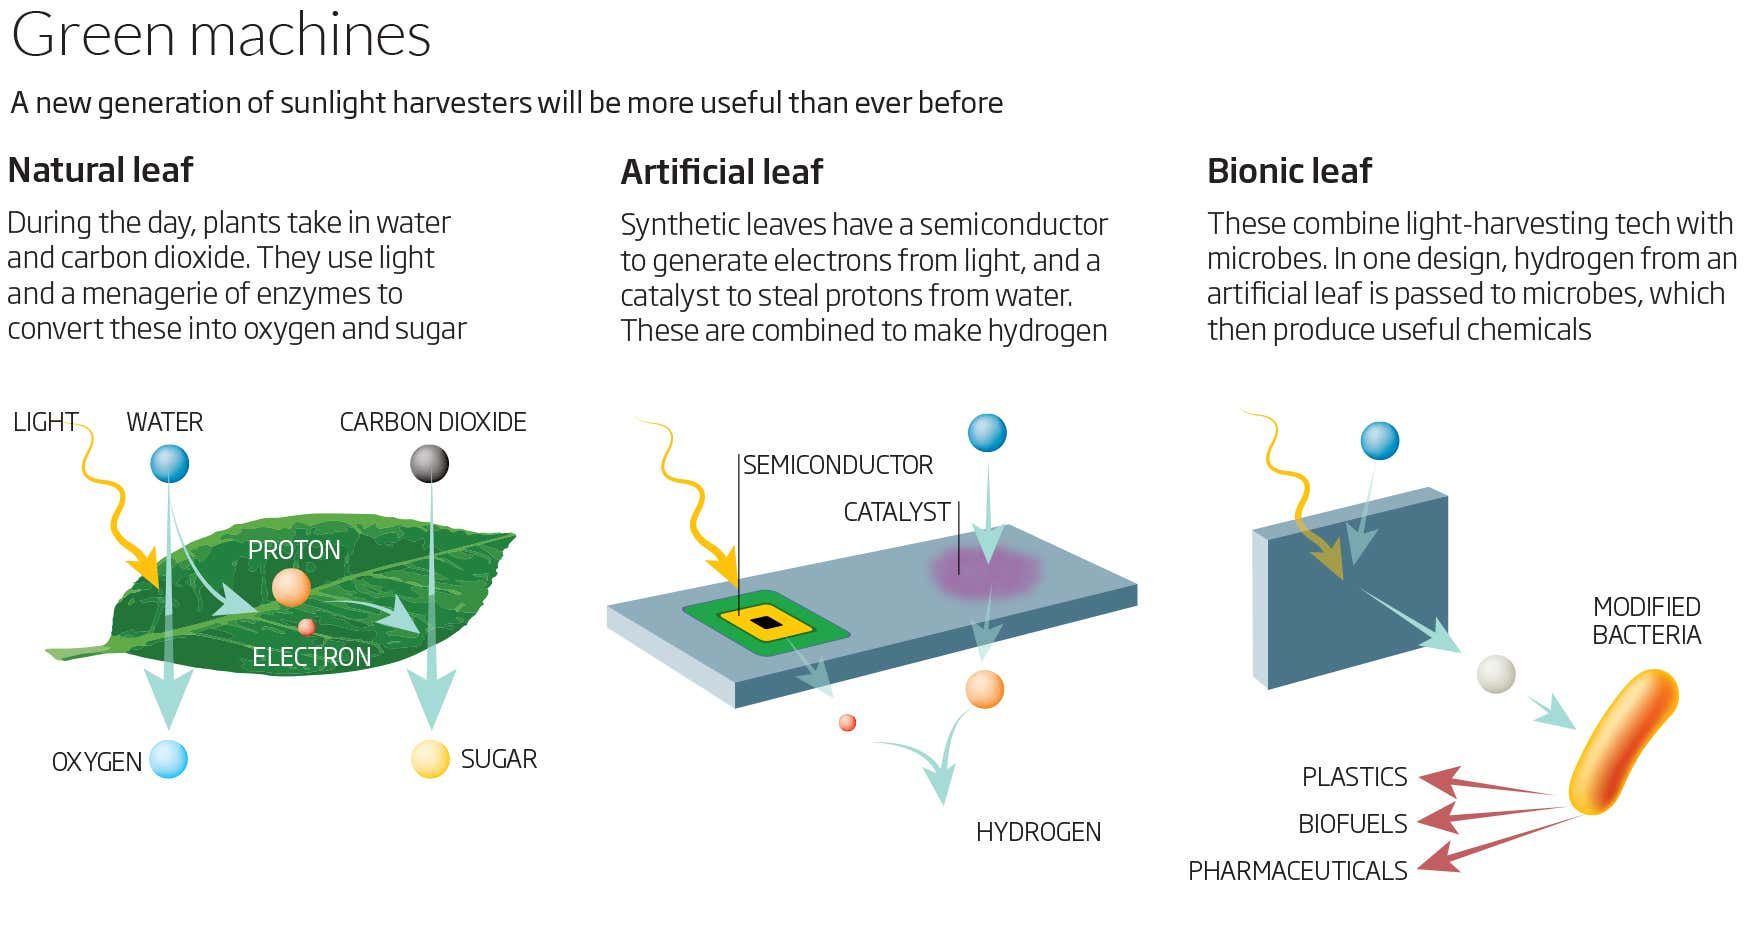 Green machines
A new generation of sunlight harvesters will be more useful than ever before
Natural leaf
During the day, plants take in water
and carbon dioxide. They use light
and a menagerie of enzymes to
convert these into oxygen and sugar
LIGHT
WATER
CARBON DIOXIDE
PROTON
ELECTRON
OXYGEN
SUGAR
Artificial leaf
Synthetic leaves have a semiconductor
to generate electrons from light, and a
catalyst to steal protons from water.
These are combined to make hydrogen
SEMICONDUCTOR
CATALYST
HYDROGEN
Bionic leaf
These combine light-harvesting tech with
microbes. In one design, hydrogen from an
artificial leaf is passed to microbes, which
then produce useful chemicals
MODIFIED
BACTERIA
PLASTICS
BIOFUELS
PHARMACEUTICALS